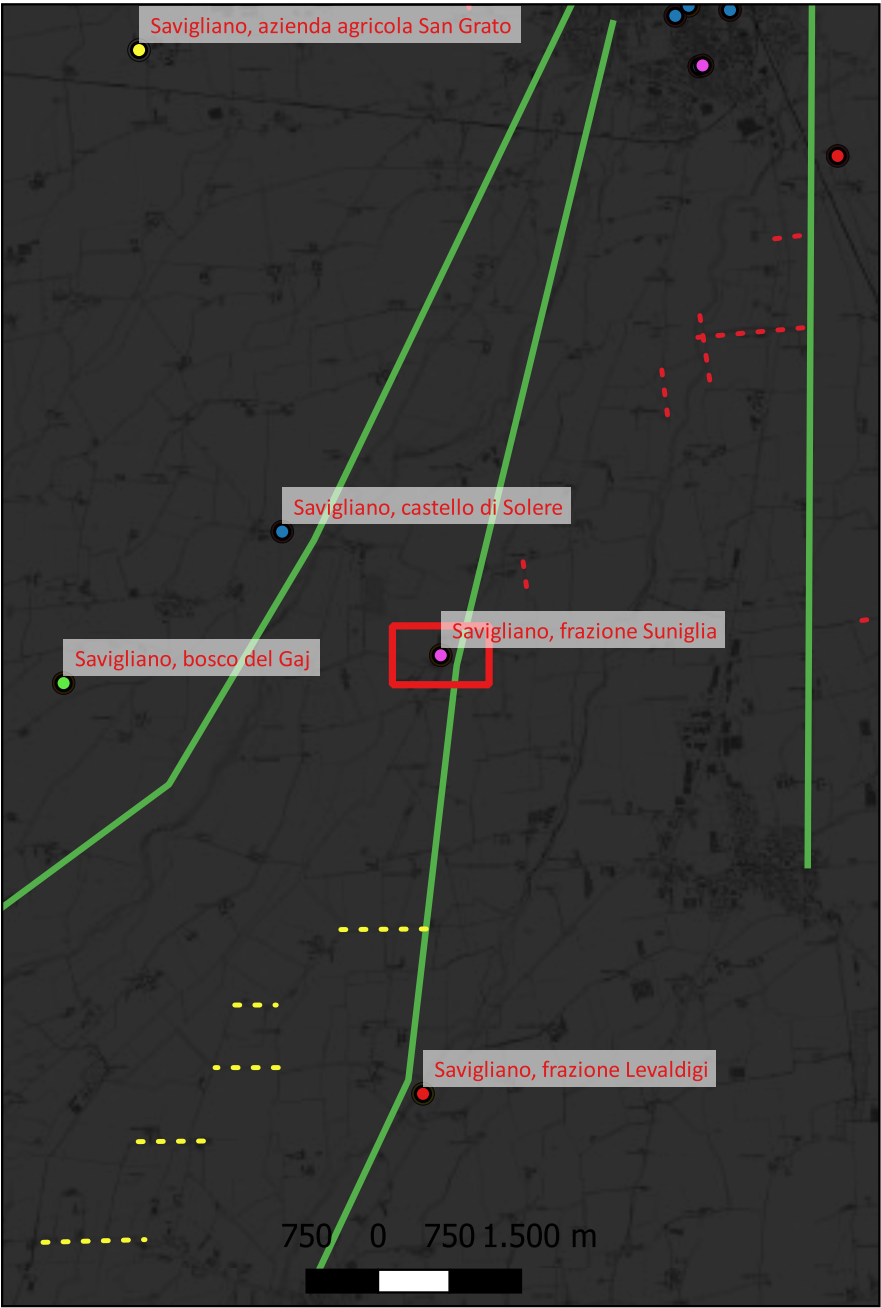 Savigliano, azienda agricola San Grato
Savigliano, castello di Solere
Savigliano, frazione Suniglia
Savigliano, bosco del Gaj
Savigliano, frazione Levaldigi
750 0 750 1.500 m